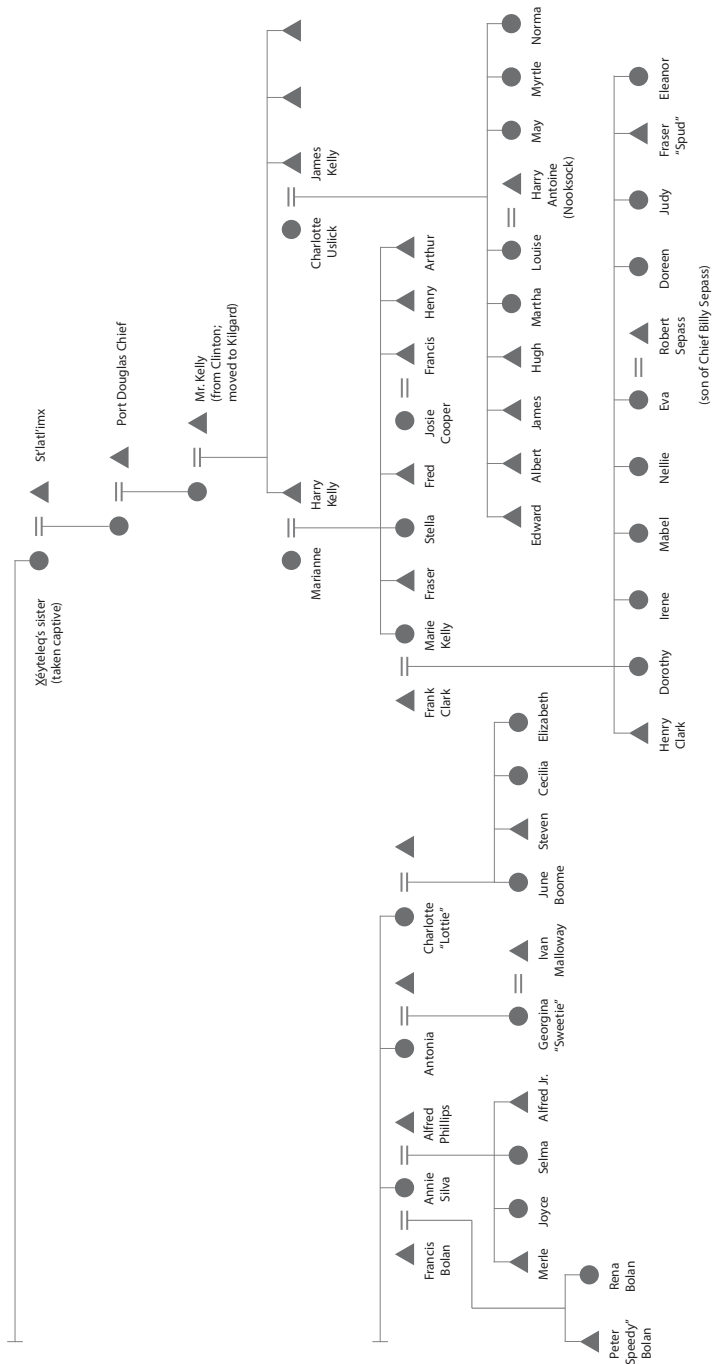 X̱éyteleq’s sister
(taken captive)
St’latl’imx
Port Douglas Chief
Mr. Kelly
(from Clinton;
moved to Kilgard)
Marianne
Harry
Kelly
Charlotte
Uslick
James
Kelly
Francis
Bolan
Annie
Silva
Alfred
Phillips
Antonia
Charlotte
“Lottie”
Frank
Clark
Marie
Kelly
Fraser
Stella
Fred
Josie
Cooper
Francis
Henry
Arthur
Merle
Joyce
Selma
Alfred Jr.
Georgina
“Sweetie”
Ivan
Malloway
June
Boome
Steven
Cecilia
Elizabeth
Edward
Albert
James
Hugh
Martha
Louise
Harry
Antoine
(Nooksock)
May
Myrtle
Norma
Peter
Speedy”
Bolan
Rena
Bolan
Henry
Clark
Dorothy
Irene
Mabel
Nellie
Eva
Robert
Sepass
(son of Chief Billy Sepass)
Doreen
Judy
Fraser
“Spud”
Eleanor